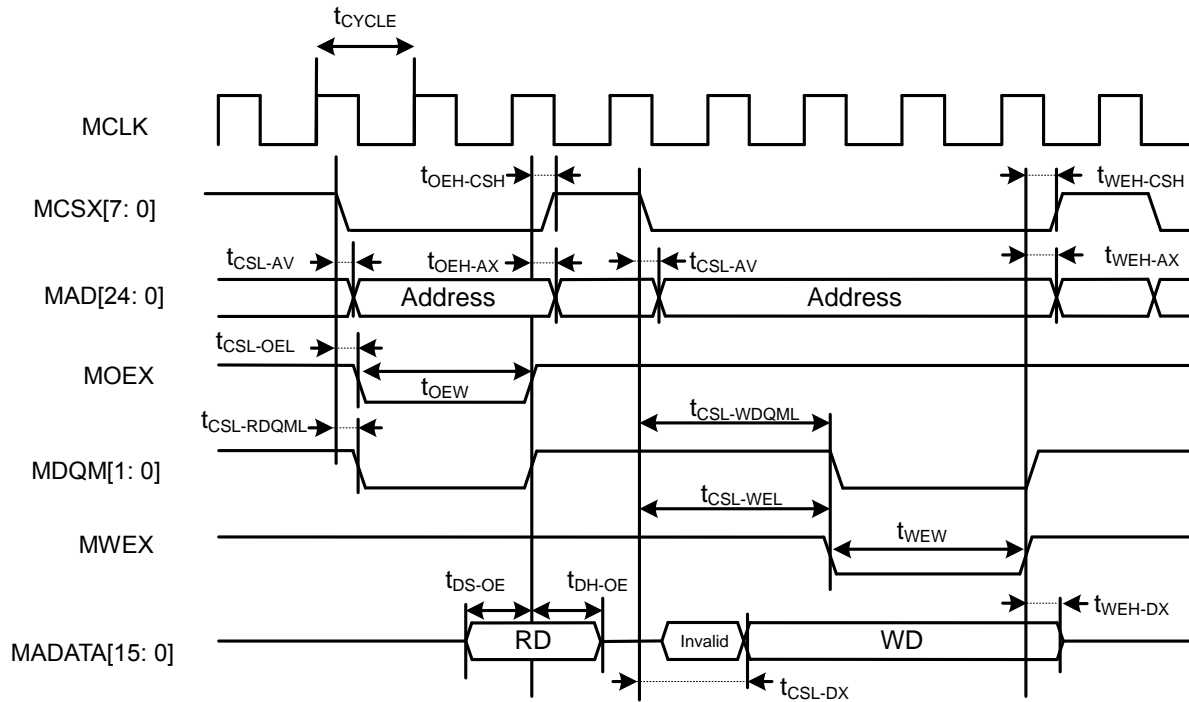 tCYCLE
MCLK
tOEH-CSH
tWEH-CSH
MCSX[7: 0]
tCSL-AV
tOEH-AX
tCSL-AV
tWEH-AX
MAD[24: 0]
Address
Address
tCSL-OEL
MOEX
tOEW
tCSL-WDQML
tCSL-RDQML
MDQM[1: 0]
tCSL-WEL
MWEX
tWEW
tDS-OE
tDH-OE
tWEH-DX
MADATA[15: 0]
RD
Invalid
WD
tCSL-DX